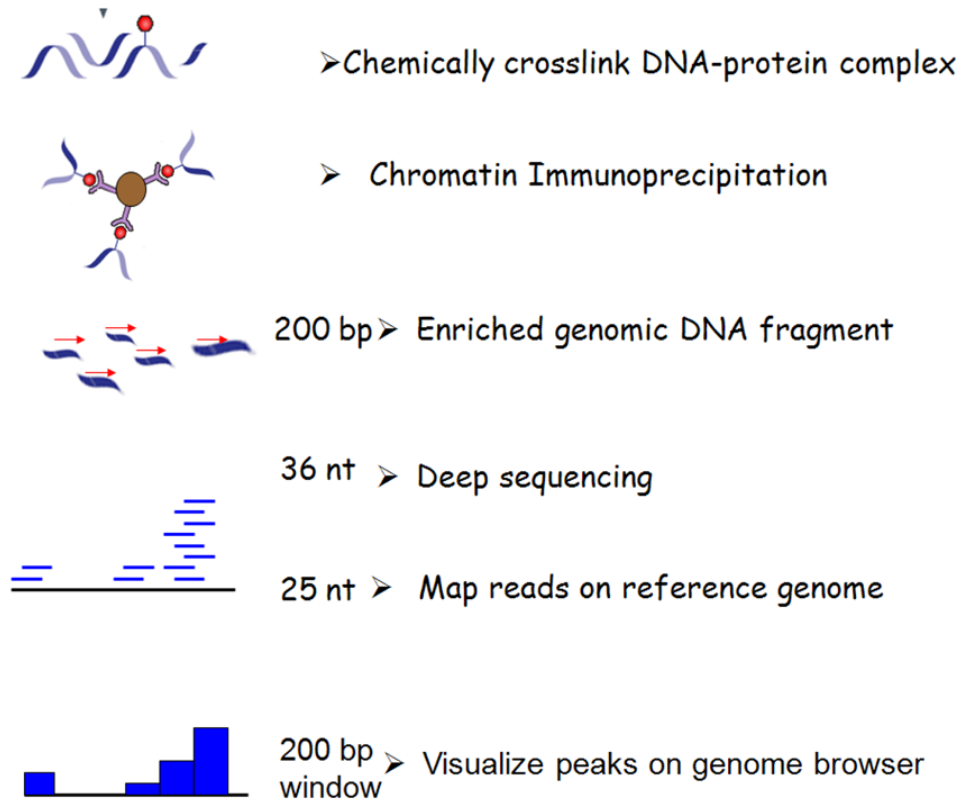 ➢Chemically crosslink DNA-protein complex
➢ Chromatin Immunoprecipitation
200 bp➢ Enriched genomic DNA fragment
36 nt ➢ Deep sequencing
25 nt ➢ Map reads on reference genome
200 bp
window ➢ Visualize peaks on genome browser